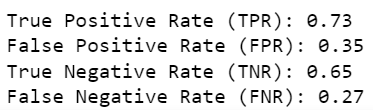 True Positive Rate (TPR): 0.73
False Positive Rate (FPR): 0.35
True Negative Rate (TNR): 0.65
False Negative Rate (FNR): 0.27